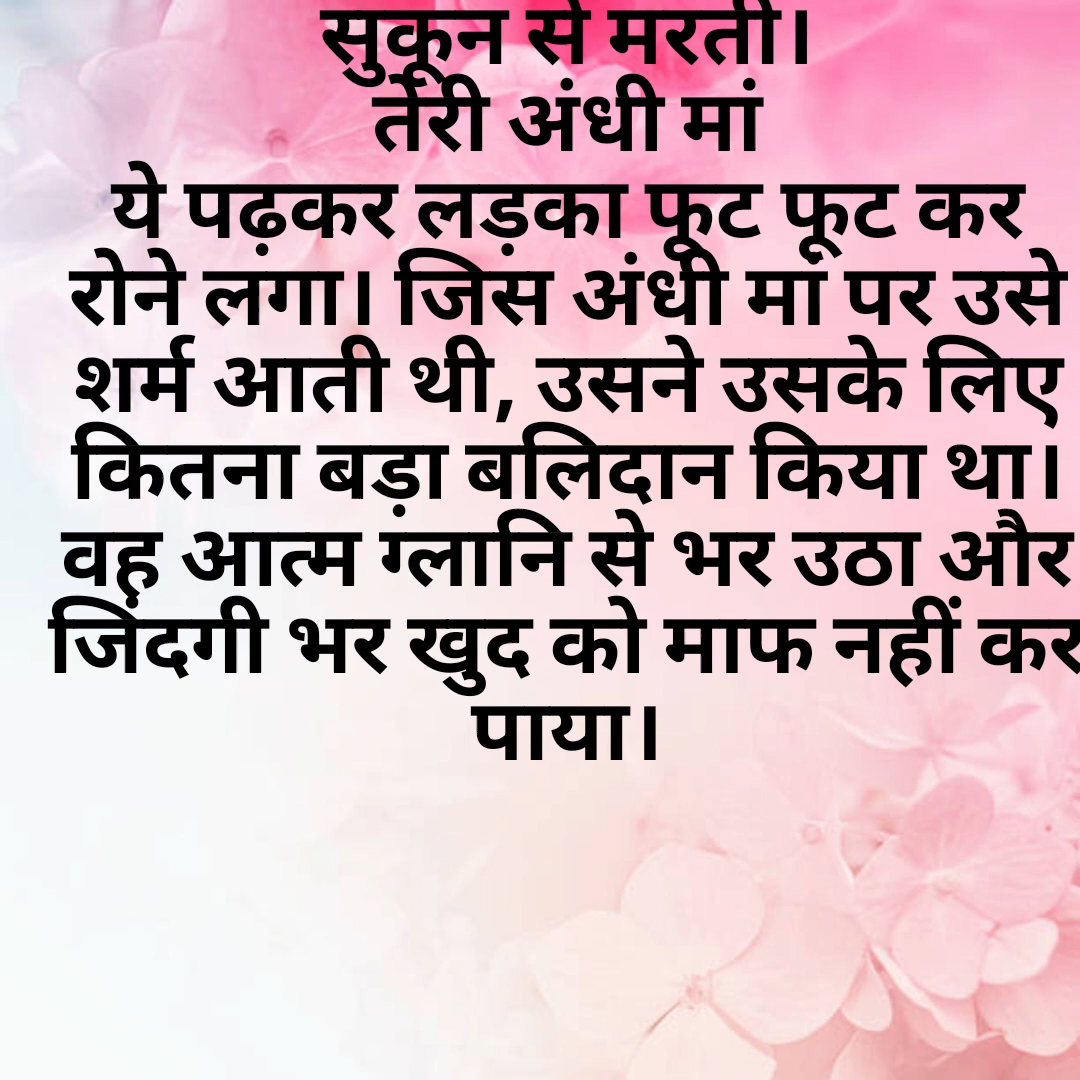 सुकून से मरती।
तेरी अंधी मां
ये पढ़कर लड़का फूट फूट कर
रोने लगा। जिस अंधी मां पर उसे
शर्म आती थी, उसने उसके लिए
कितना बड़ा बलिदान किया था।
वह आत्म ग्लानि से भर उठा और
जिंदगी भर खुद को माफ नहीं कर
पाया।